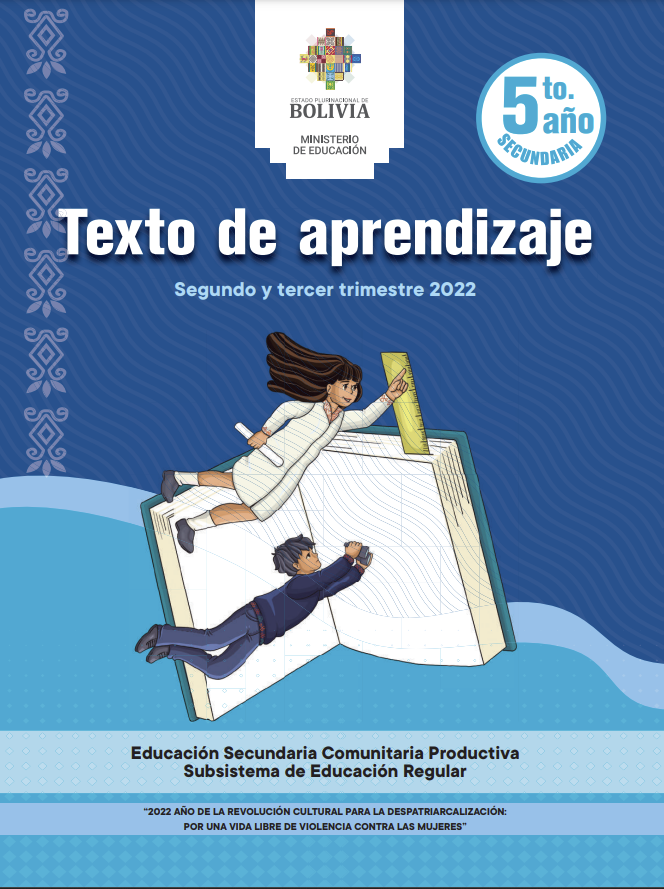 ESTADO PLURINACIONAL DE
BOLIVIA
MINISTERIO
DE EDUCACIÓN
5to.
año
SECUNDARIA
Texto de aprendizaje
Segundo y tercer trimestre 2022
Educación Secundaria Comunitaria Productiva
Subsistema de Educación Regular
“2022 AÑO DE LA REVOLUCIÓN CULTURAL PARA LA DESPATRIARCALIZACIÓN:
POR UNA VIDA LIBRE DE VIOLENCIA CONTRA LAS MUJERES”